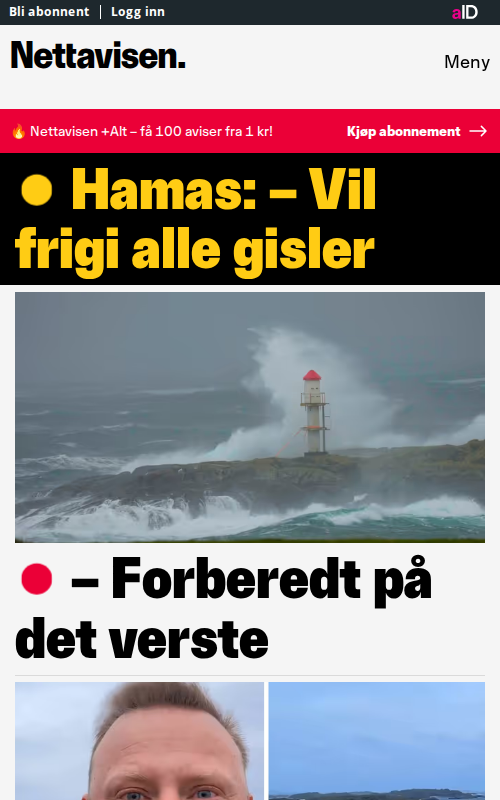 Bli abonnent | Logg inn
aID
Nettavisen.
Meny
🔥 Nettavisen +Alt – få 100 aviser fra 1 kr!
Kjøp abonnement →
Hamas: – Vil
frigi alle gisler
– Forberedt på
det verste